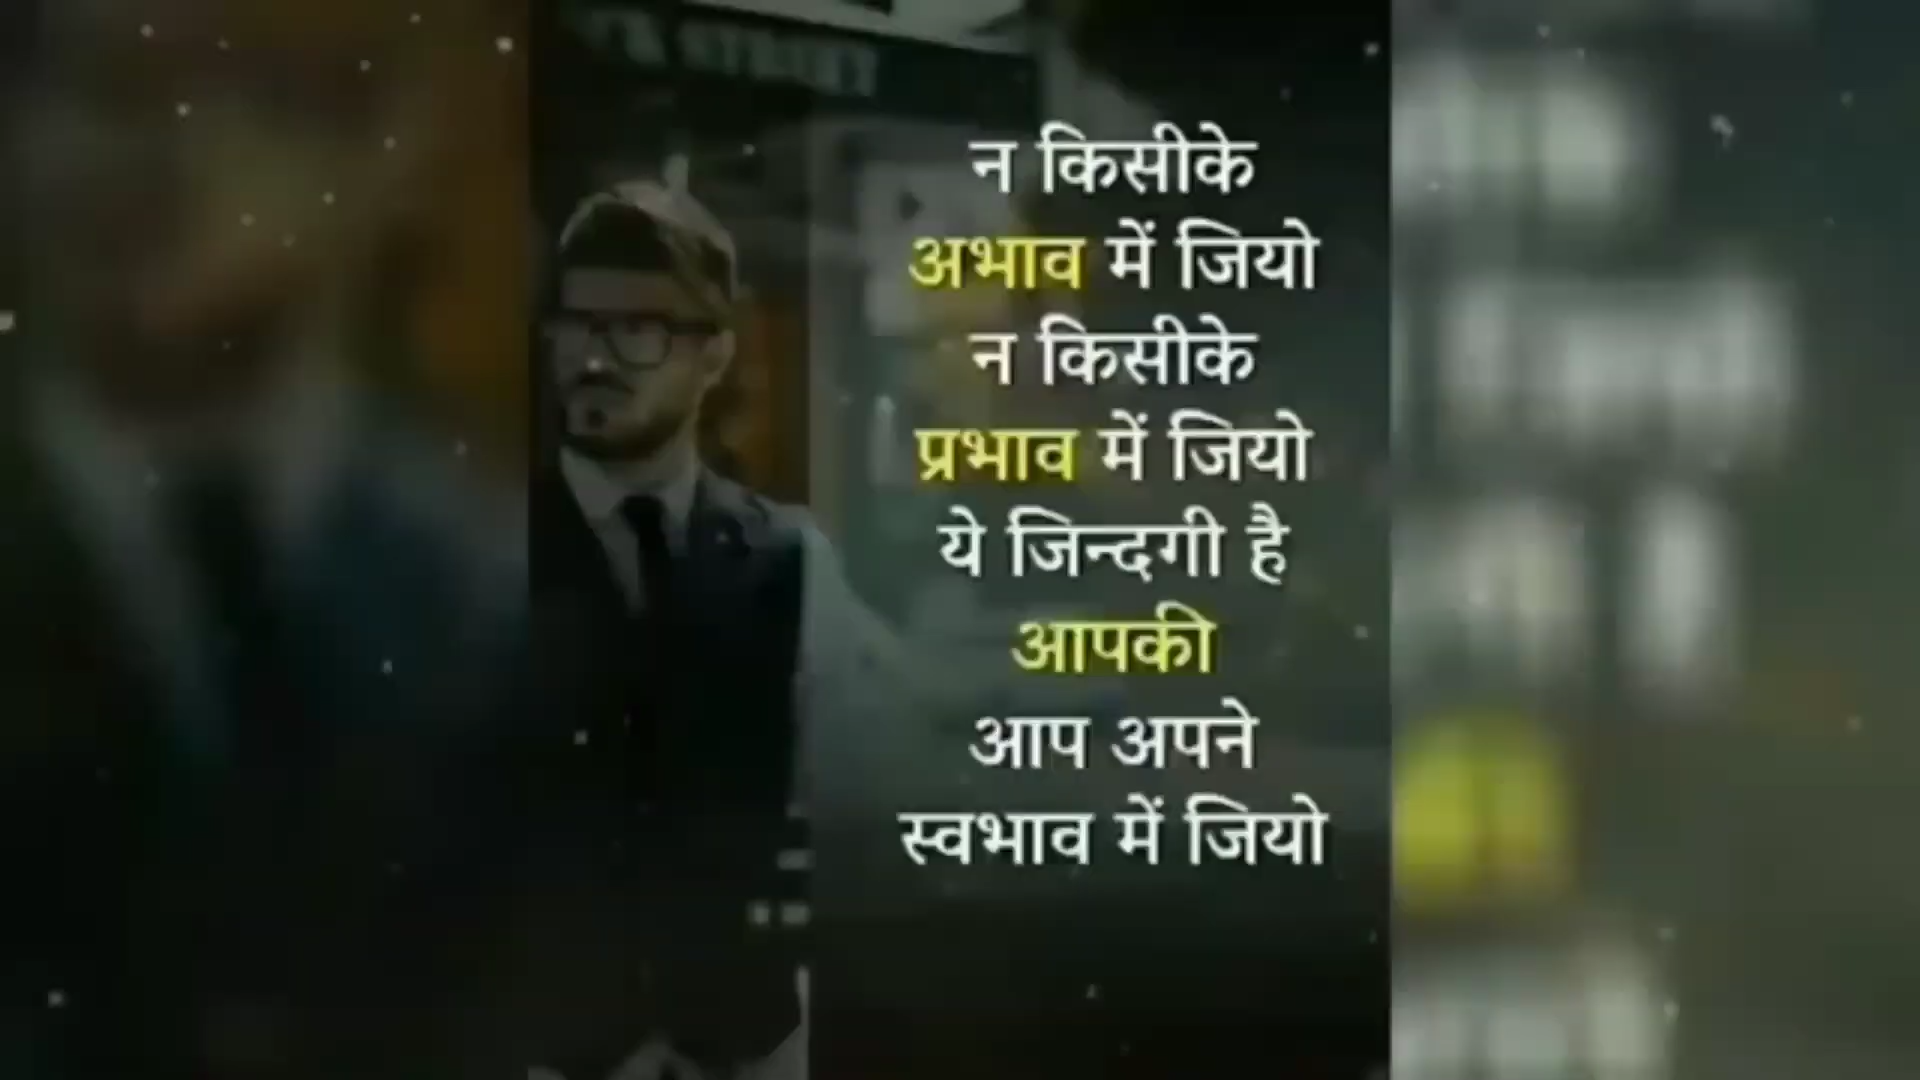 न किसीके
अभाव में जियो
न किसीके
प्रभाव में जियो
ये जिन्दगी है
आपकी
आप अपने
स्वभाव में जियो